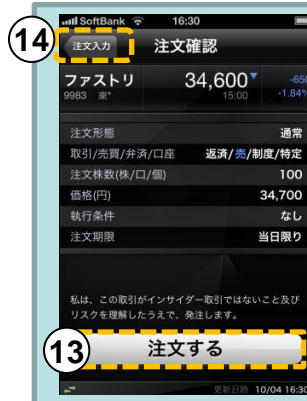 SoftBank 16:30
14 注文入力 注文確認
ファストリ 34,600▼ -650
9983 東* 15:00 -1.84%
注文形態 通常
取引/売買/弁済/口座 返済/売/制度/特定
注文株数(株/口/個) 100
価格(円) 34,700
執行条件 なし
注文期限 当日限り
私は、この取引がインサイダー取引ではないこと及び
リスクを理解したうえで、発注します。
13 注文する
更新日時 10/04 16:30